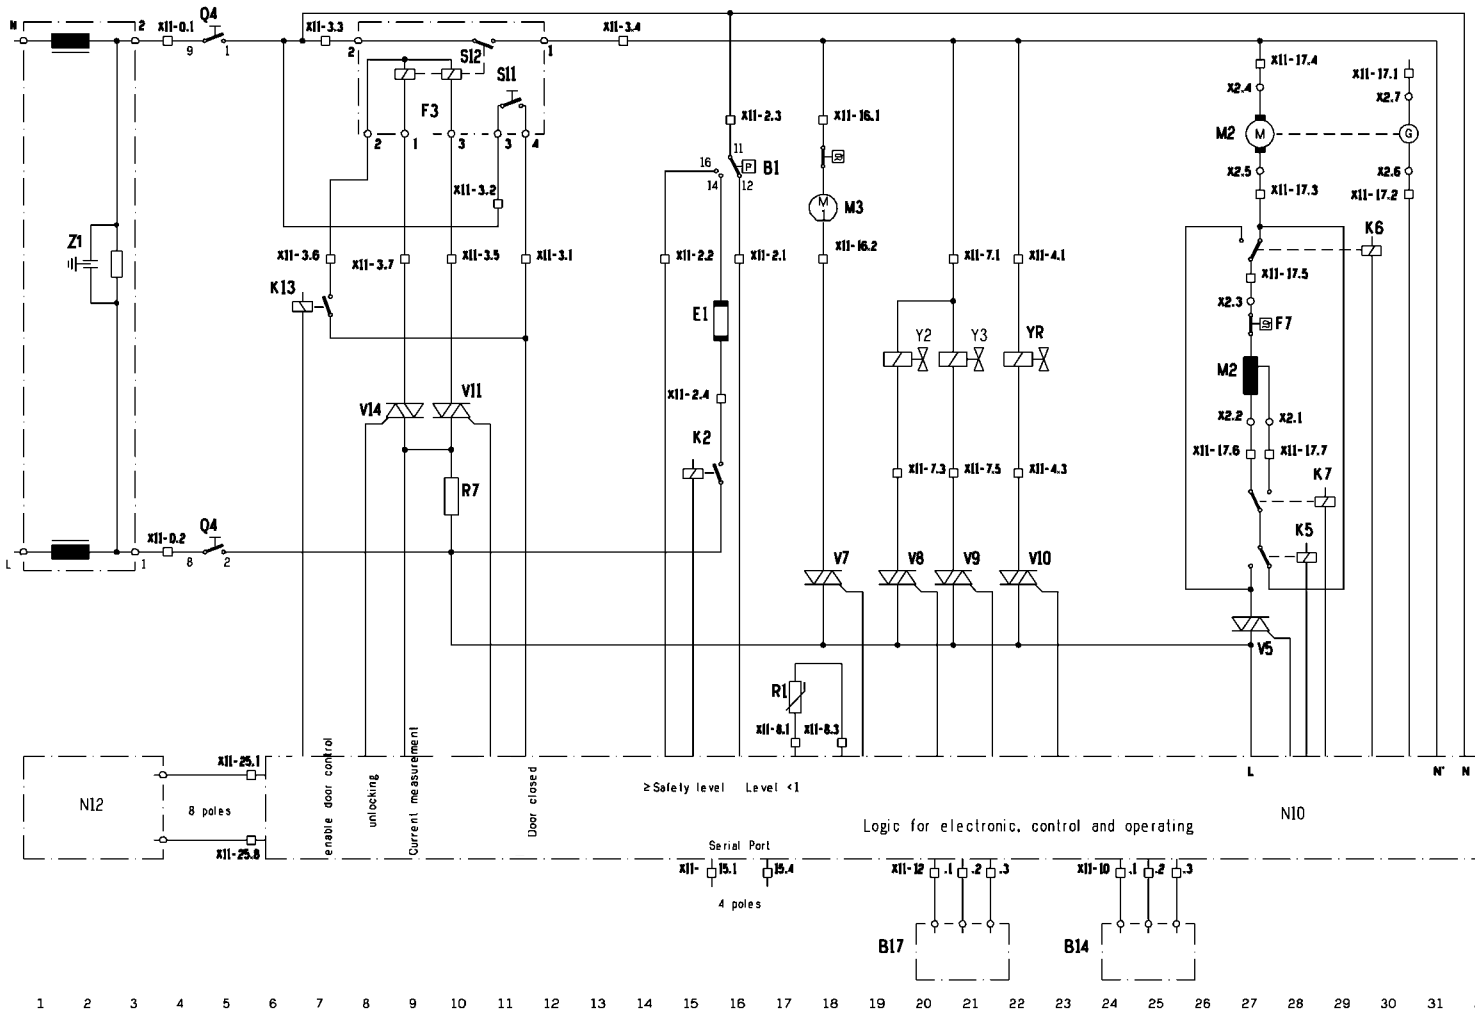 N
2
X11-0.1
Q4
9
1
X11-3.3
2
S12
S11
F3
1
X11-3.4
2
1
3
3
4
X11-3.2
X11-2.3
11
16
14
12
P
B1
X11-16.1
M
1
M3
X11-16.2
X11-17.4
X2.4
M2
M
G
X11-17.1
X2.7
X2.5
X11-17.3
X2.6
X11-17.2
Z1
X11-3.6
X11-3.7
X11-3.5
X11-3.1
X11-2.2
X11-2.1
X11-7.1
X11-4.1
K6
X11-17.5
K13
X2.3
F7
E1
Y2
Y3
YR
M2
V14
V11
X11-2.4
X2.2
X2.1
K2
X11-17.6
X11-17.7
R7
X11-7.3
X11-7.5
X11-4.3
K7
K5
L
1
X11-0.2
Q4
8
2
V7
V8
V9
V10
V5
R1
X11-8.1
X11-8.3
N12
X11-25.1
8 poles
X11-25.8
enable door control
unlocking
Current measurement
Door closed
≥Safety level Level <1
L
N'
N
N10
Logic for electronic, control and operating
Serial Port
X11- 15.1 15.4
4 poles
X11-12 .1 .2 .3
B17
X11-10 .1 .2 .3
B14
1 2 3 4 5 6 7 8 9 10 11 12 13 14 15 16 17 18 19 20 21 22 23 24 25 26 27 28 29 30 31